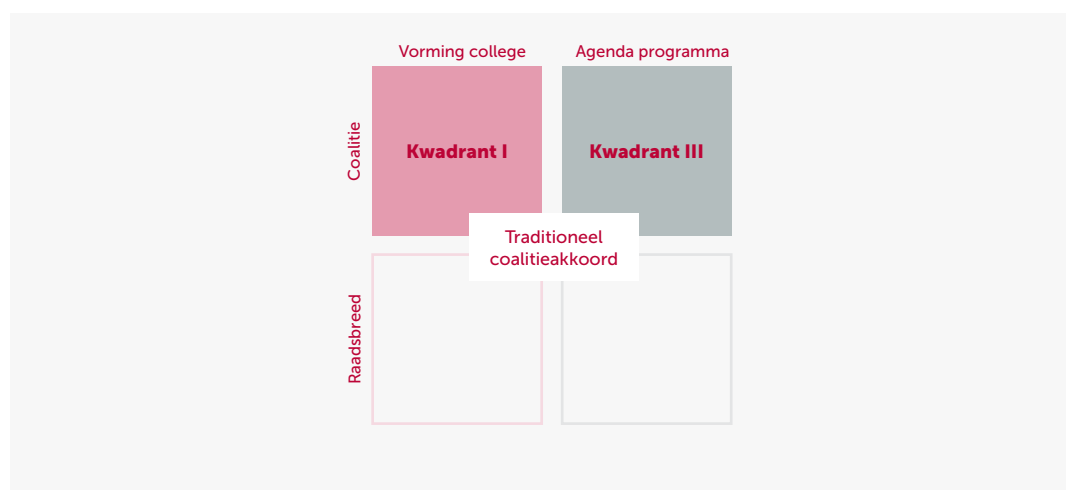 Vorming college
Agenda programma
Coalitie
Kwadrant I
Kwadrant III
Traditioneel
coalitieakkoord
Raadsbreed